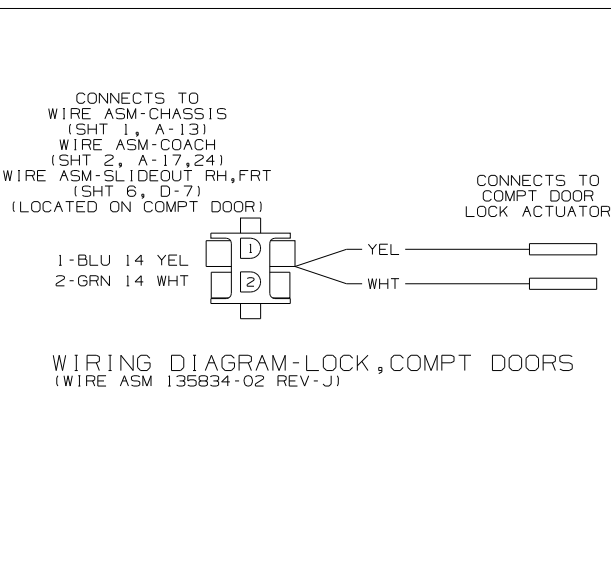 CONNECTS TO
WIRE ASM-CHASSIS
(SHT 1, A-13)
WIRE ASM-COACH
(SHT 2, A-17,24)
WIRE ASM-SLIDEOUT RH,FRT
(SHT 6, D-7)
(LOCATED ON COMPT DOOR)
CONNECTS TO
COMPT DOOR
LOCK ACTUATOR
1-BLU 14 YEL
2-GRN 14 WHT
1
2
YEL
WHT
WIRING DIAGRAM-LOCK,COMPT DOORS
(WIRE ASM 135834-02 REV-J)